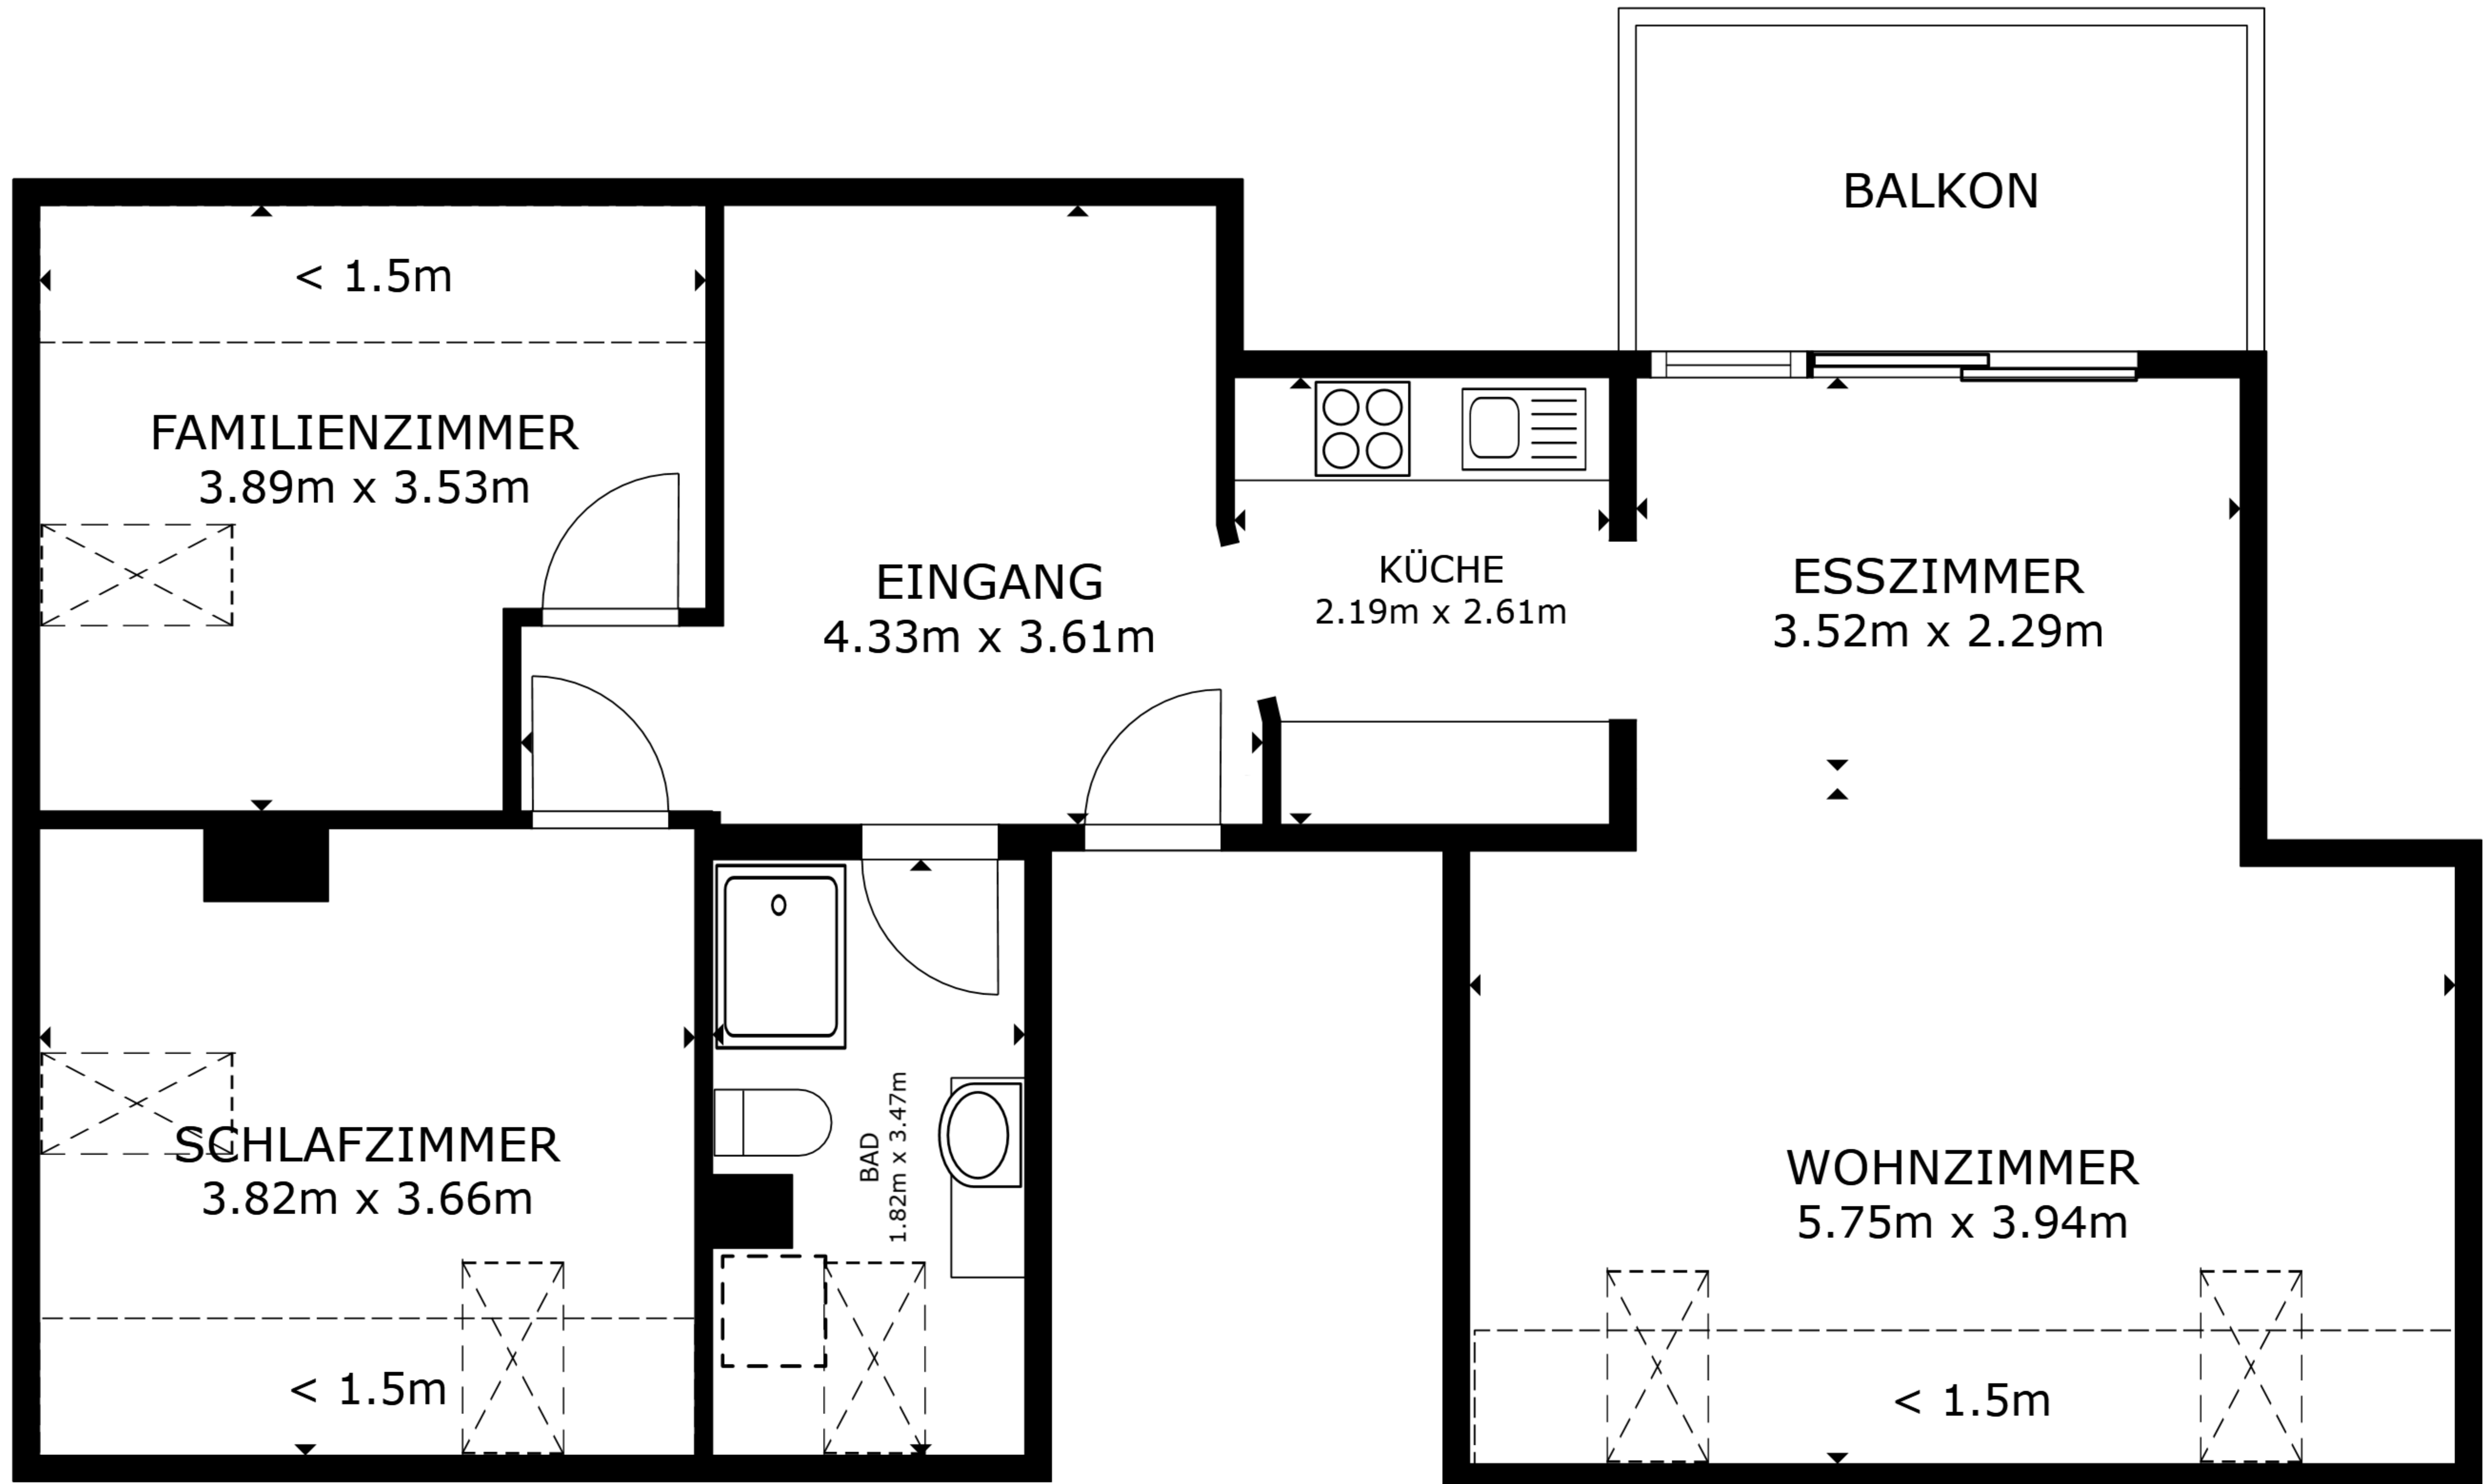 BALKON
< 1.5m
FAMILIENZIMMER
3.89m x 3.53m
EINGANG
4.33m x 3.61m
KÜCHE
2.19m x 2.61m
ESSZIMMER
3.52m x 2.29m
SCHLAFZIMMER
3.82m x 3.66m
< 1.5m
BAD
1.82m x 3.47m
WOHNZIMMER
5.75m x 3.94m
< 1.5m